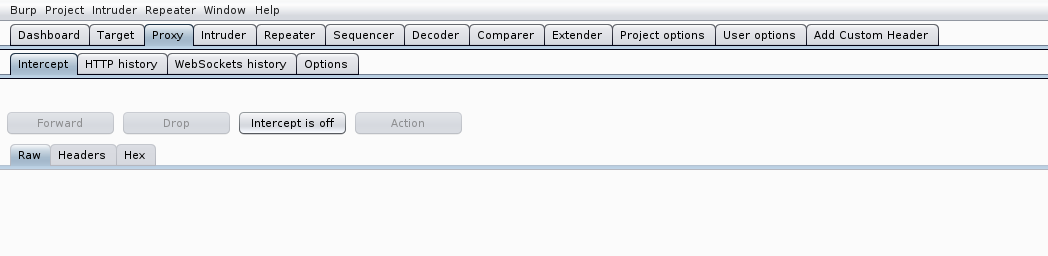 Burp Project Intruder Repeater Window Help
Dashboard Target Proxy Intruder Repeater Sequencer Decoder Comparer Extender Project options User options Add Custom Header
Intercept HTTP history WebSockets history Options
Forward Drop Intercept is off Action
Raw Headers Hex